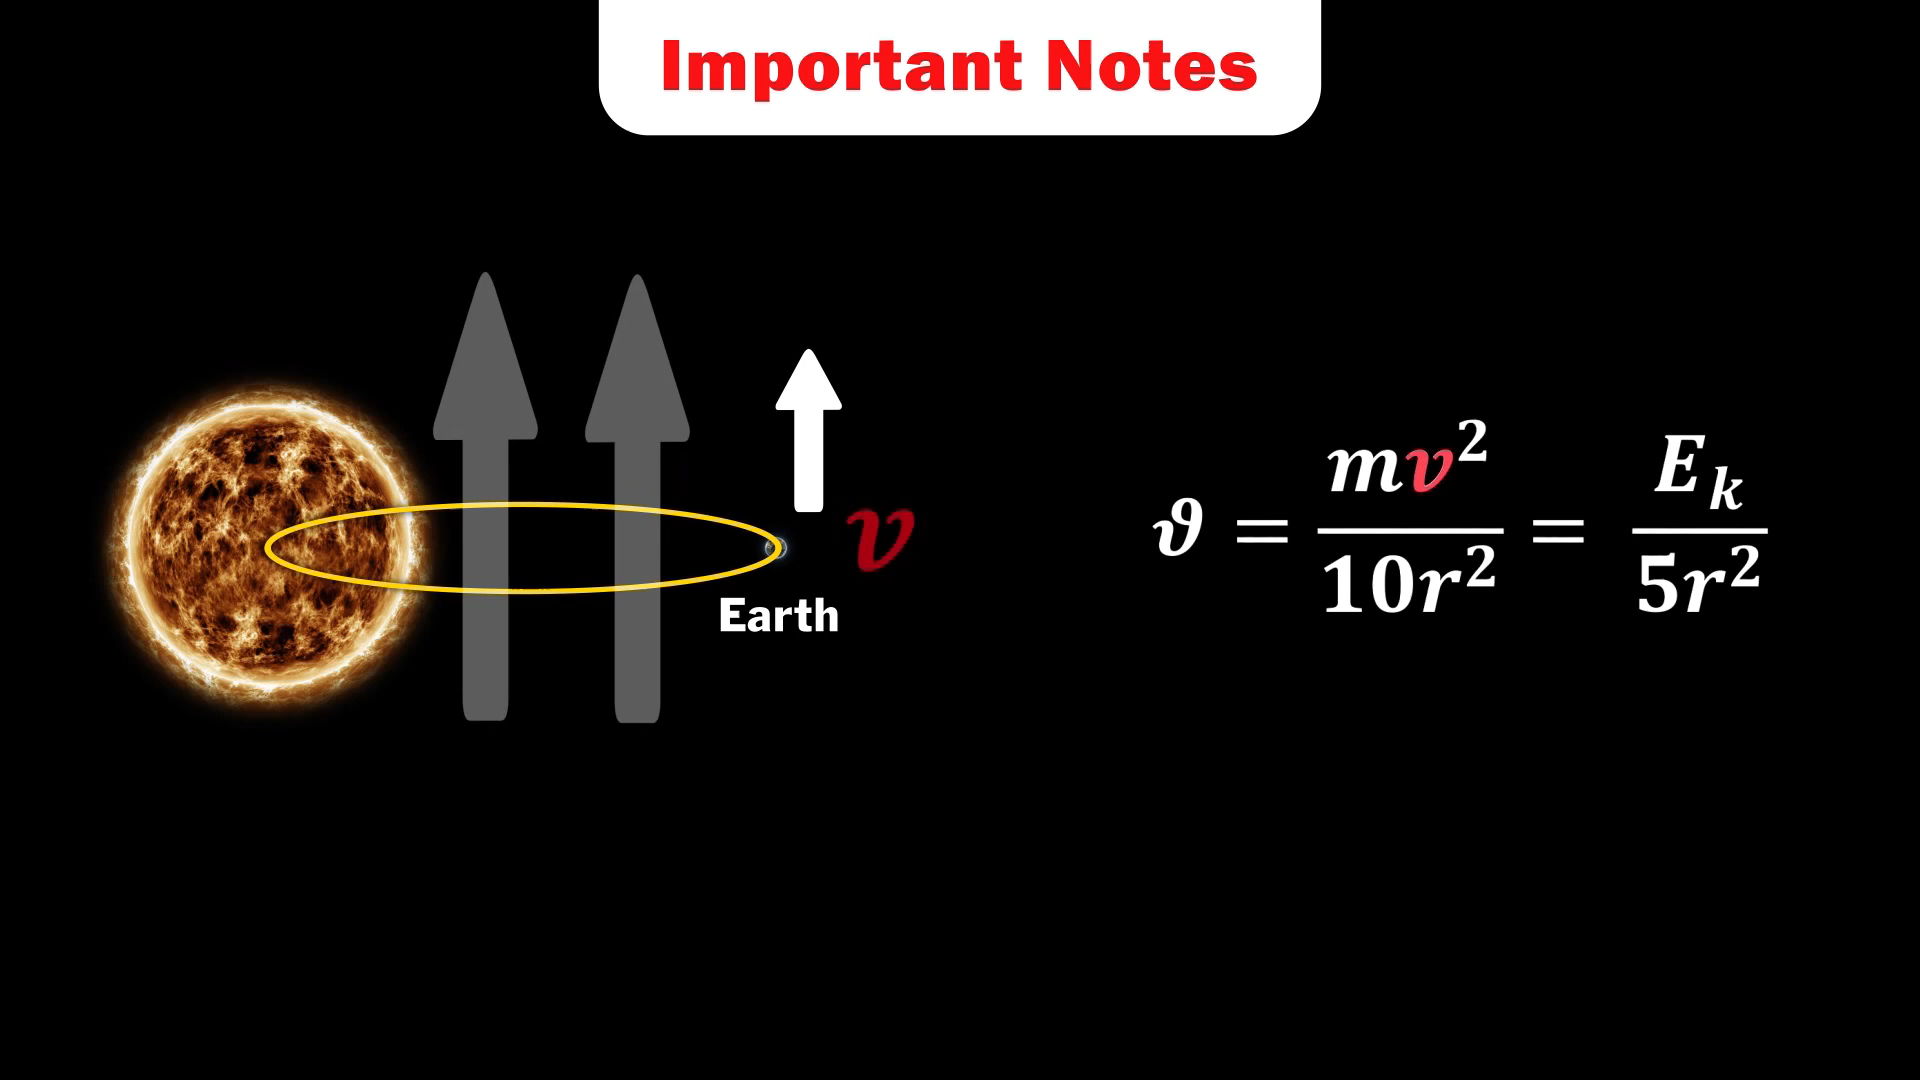 Important Notes
v
Earth
ϑ = mv²/10r² = Eₖ/5r²